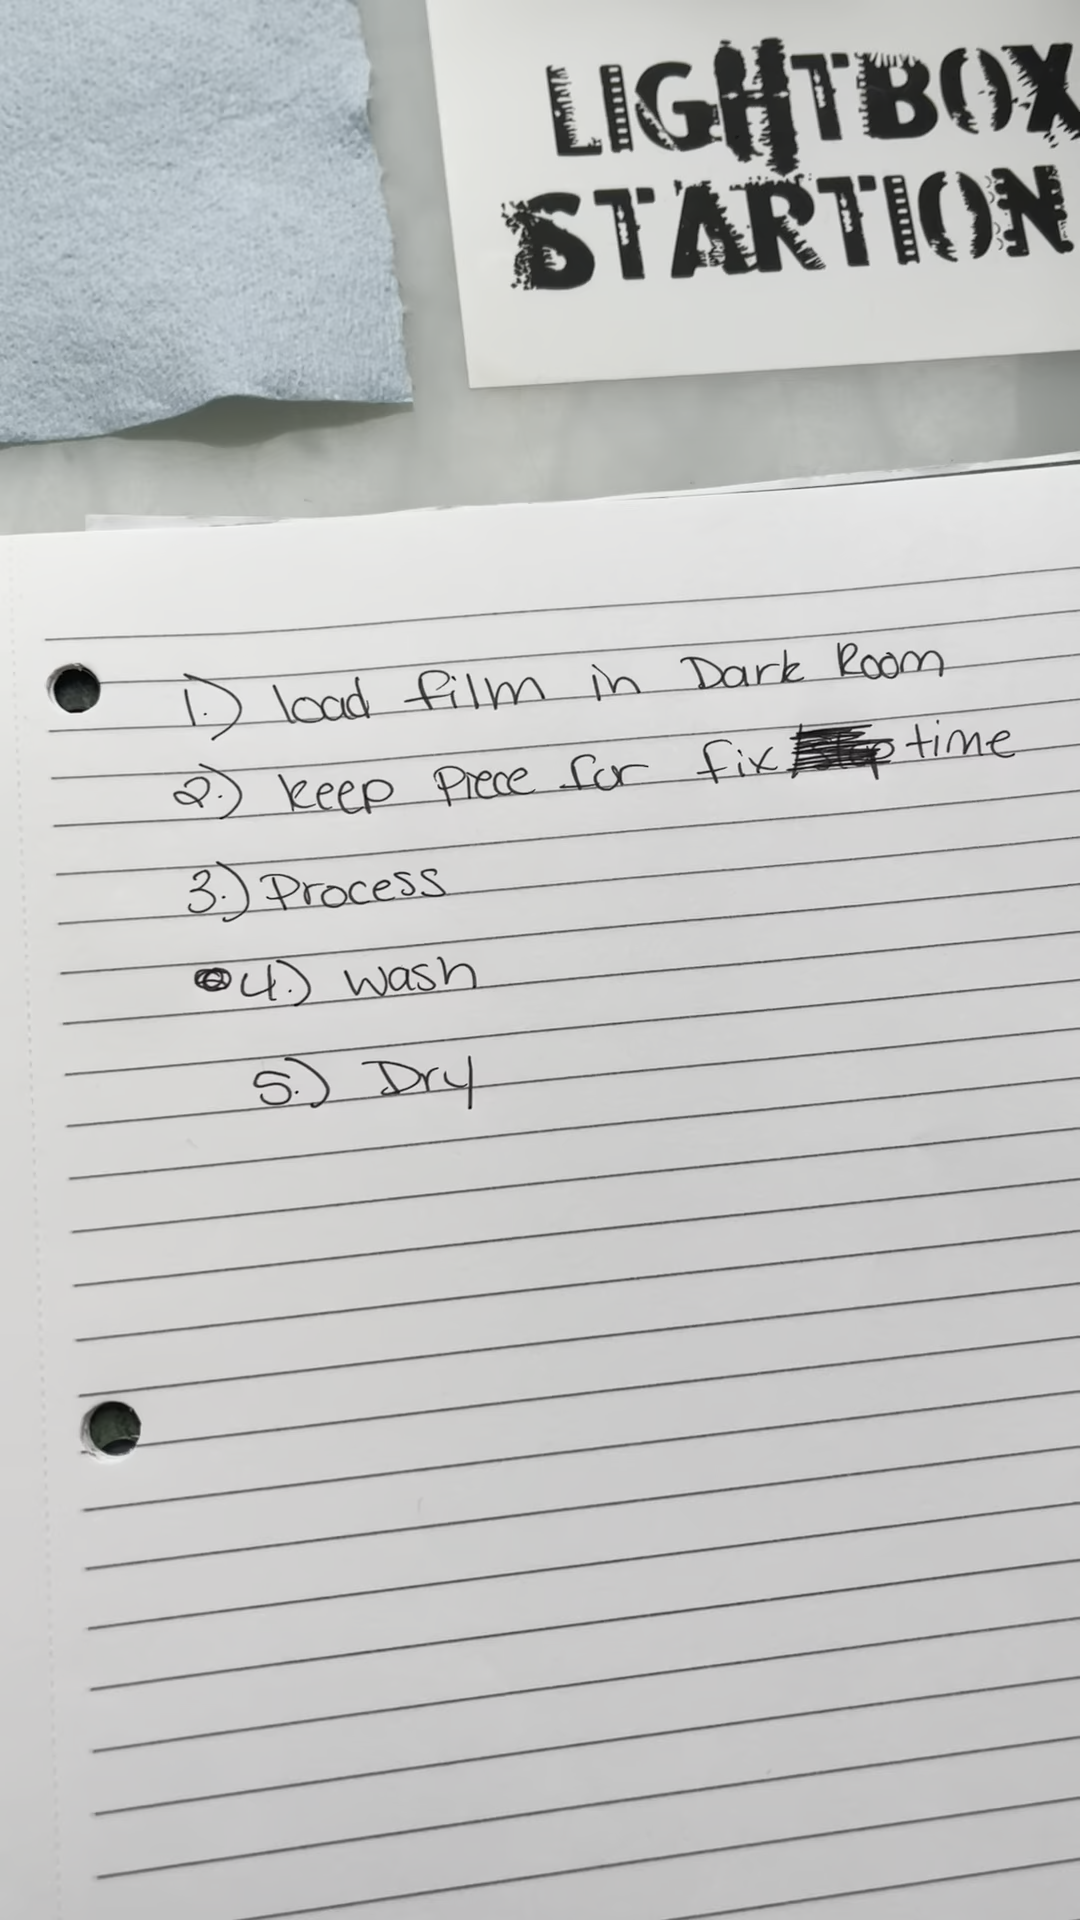 LIGHTBOX
STARTION
1.) load film in Dark Room
2.) keep Piece for fix time
3.) Process
4.) wash
5.) Dry